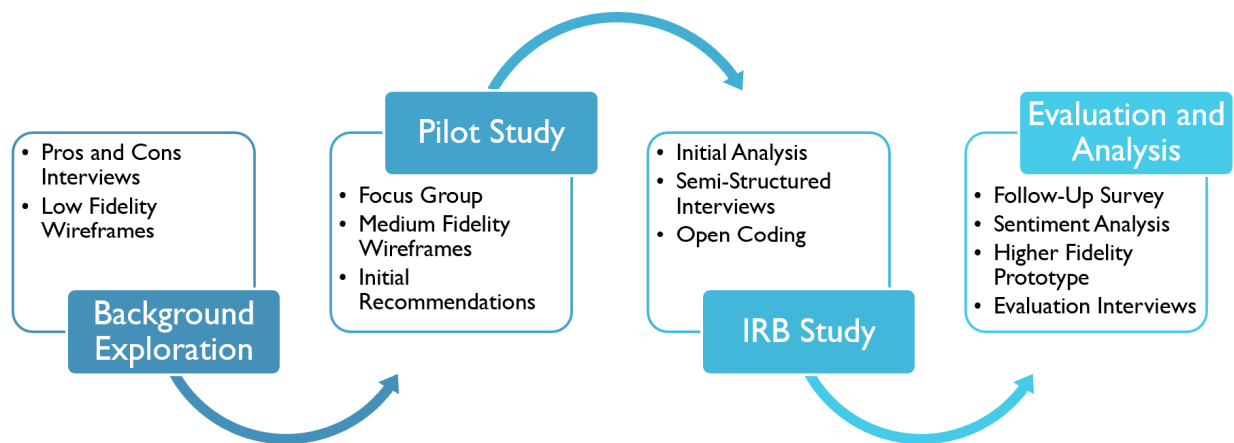 • Pros and Cons
Interviews
• Low Fidelity
Wireframes
Background
Exploration
Pilot Study
• Focus Group
• Medium Fidelity
Wireframes
• Initial
Recommendations
• Initial Analysis
• Semi-Structured
Interviews
• Open Coding
IRB Study
Evaluation and
Analysis
• Follow-Up Survey
• Sentiment Analysis
• Higher Fidelity
Prototype
• Evaluation Interviews